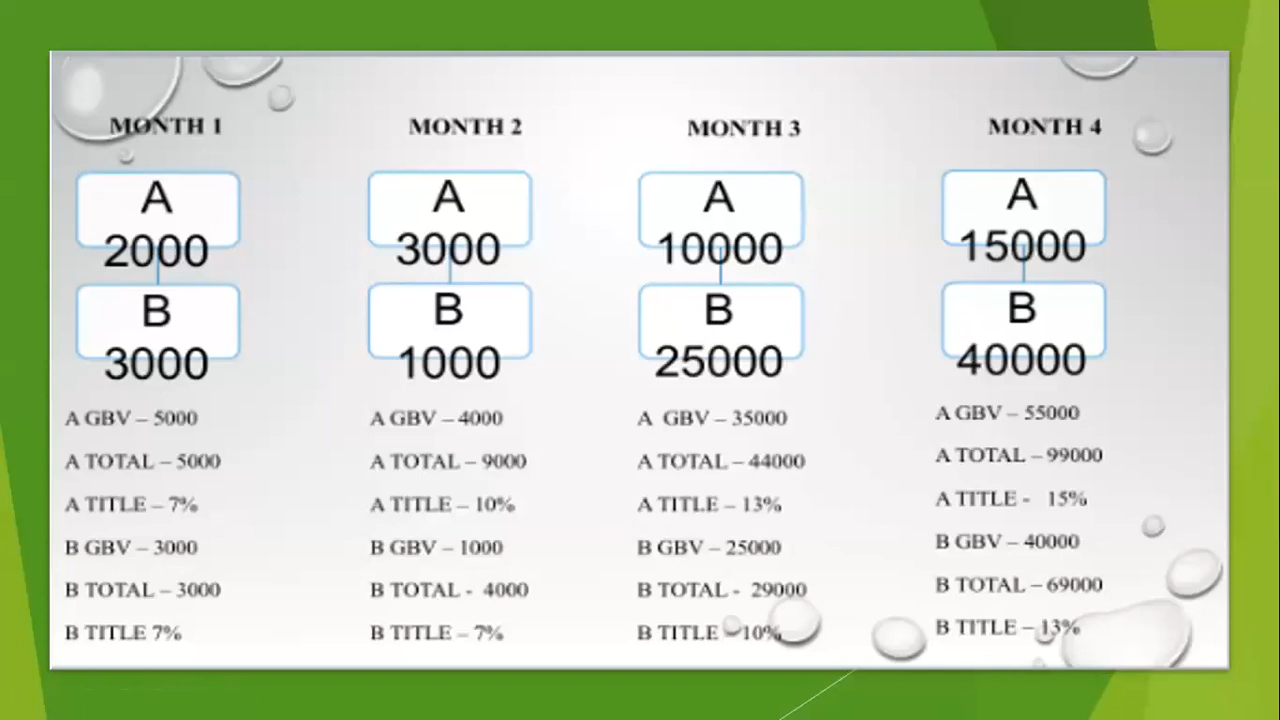 MONTH 1
A
2000
B
3000
A GBV – 5000
A TOTAL – 5000
A TITLE – 7%
B GBV – 3000
B TOTAL – 3000
B TITLE 7%
MONTH 2
A
3000
B
1000
A GBV – 4000
A TOTAL – 9000
A TITLE – 10%
B GBV – 1000
B TOTAL - 4000
B TITLE – 7%
MONTH 3
A
10000
B
25000
A GBV – 35000
A TOTAL – 44000
A TITLE – 13%
B GBV – 25000
B TOTAL - 29000
B TITLE – 10%
MONTH 4
A
15000
B
40000
A GBV – 55000
A TOTAL – 99000
A TITLE - 15%
B GBV – 40000
B TOTAL – 69000
B TITLE – 13%